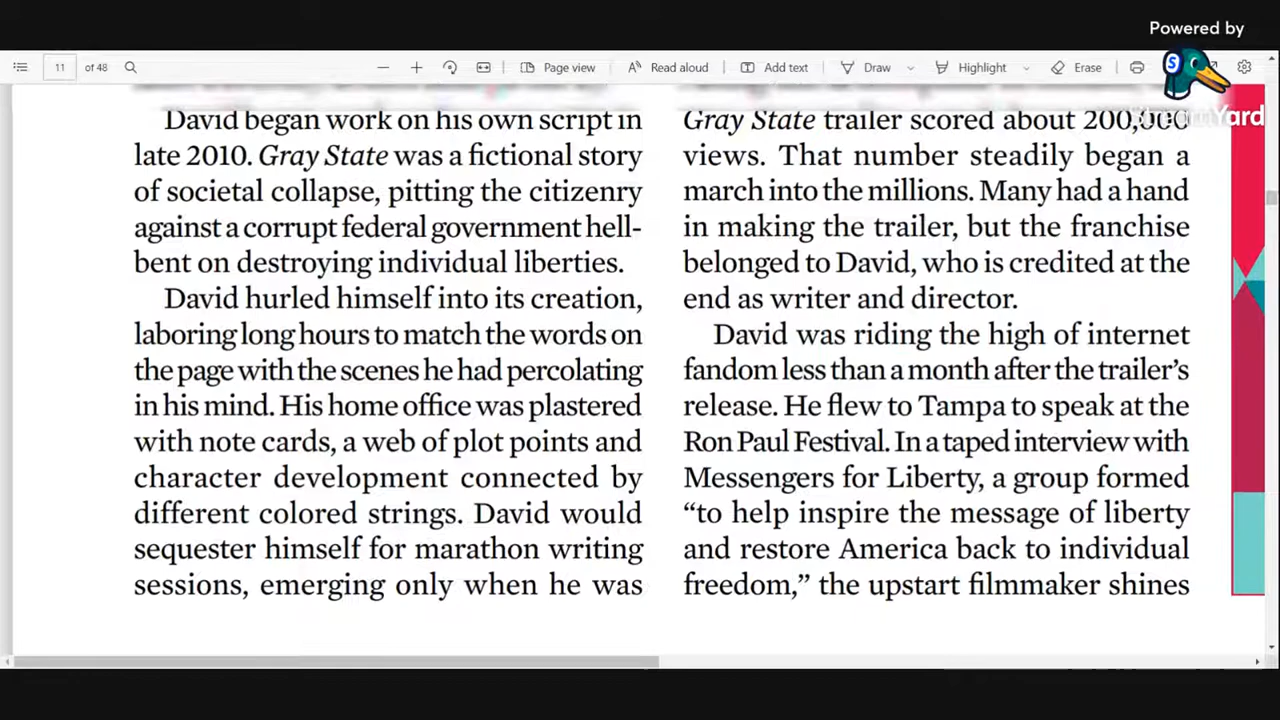 Powered by
StreamYard
11 of 48
Page view
Read aloud
Add text
Draw
Highlight
Erase
David began work on his own script in
late 2010. Gray State was a fictional story
of societal collapse, pitting the citizenry
against a corrupt federal government hell-
bent on destroying individual liberties.
David hurled himself into its creation,
laboring long hours to match the words on
the page with the scenes he had percolating
in his mind. His home office was plastered
with note cards, a web of plot points and
character development connected by
different colored strings. David would
sequester himself for marathon writing
sessions, emerging only when he was
Gray State trailer scored about 200,000
views. That number steadily began a
march into the millions. Many had a hand
in making the trailer, but the franchise
belonged to David, who is credited at the
end as writer and director.
David was riding the high of internet
fandom less than a month after the trailer’s
release. He flew to Tampa to speak at the
Ron Paul Festival. In a taped interview with
Messengers for Liberty, a group formed
“to help inspire the message of liberty
and restore America back to individual
freedom,” the upstart filmmaker shines